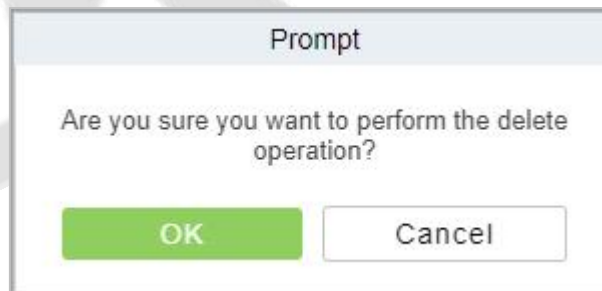 Prompt
Are you sure you want to perform the delete
operation?
OK
Cancel